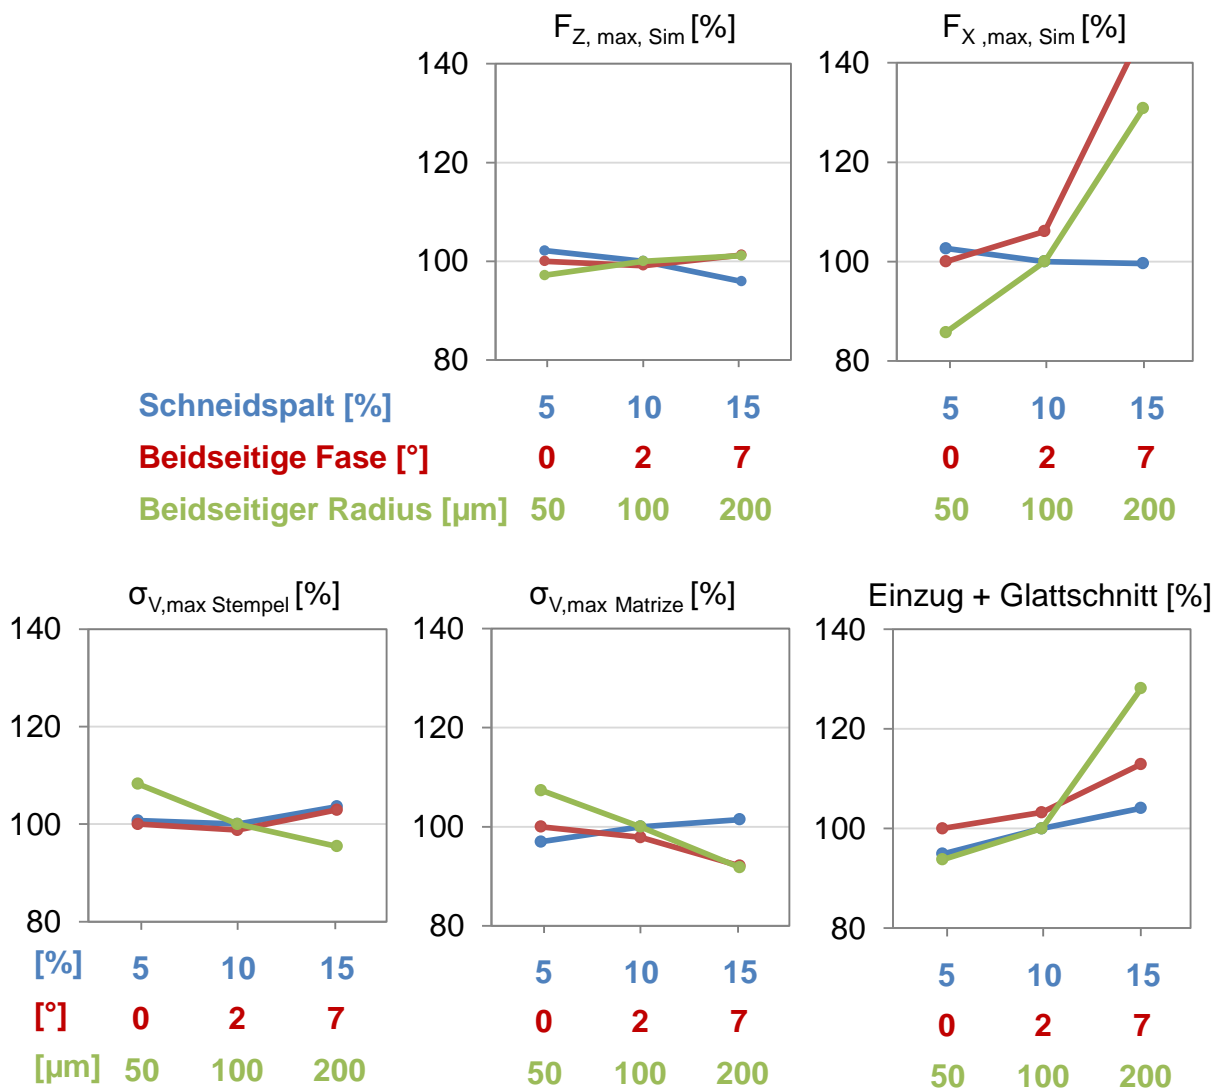 F Z, max, Sim [%]
F X ,max, Sim [%]
140
120
100
80
140
120
100
80
Schneidspalt [%] 5 10 15 5 10 15
Beidseitige Fase [°] 0 2 7 0 2 7
Beidseitiger Radius [µm] 50 100 200 50 100 200
σV,max Stempel [%]
σV,max Matrize [%]
Einzug + Glattschnitt [%]
140
120
100
80
140
120
100
80
140
120
100
80
[%] 5 10 15 5 10 15 5 10 15
[°] 0 2 7 0 2 7 0 2 7
[µm] 50 100 200 50 100 200 50 100 200